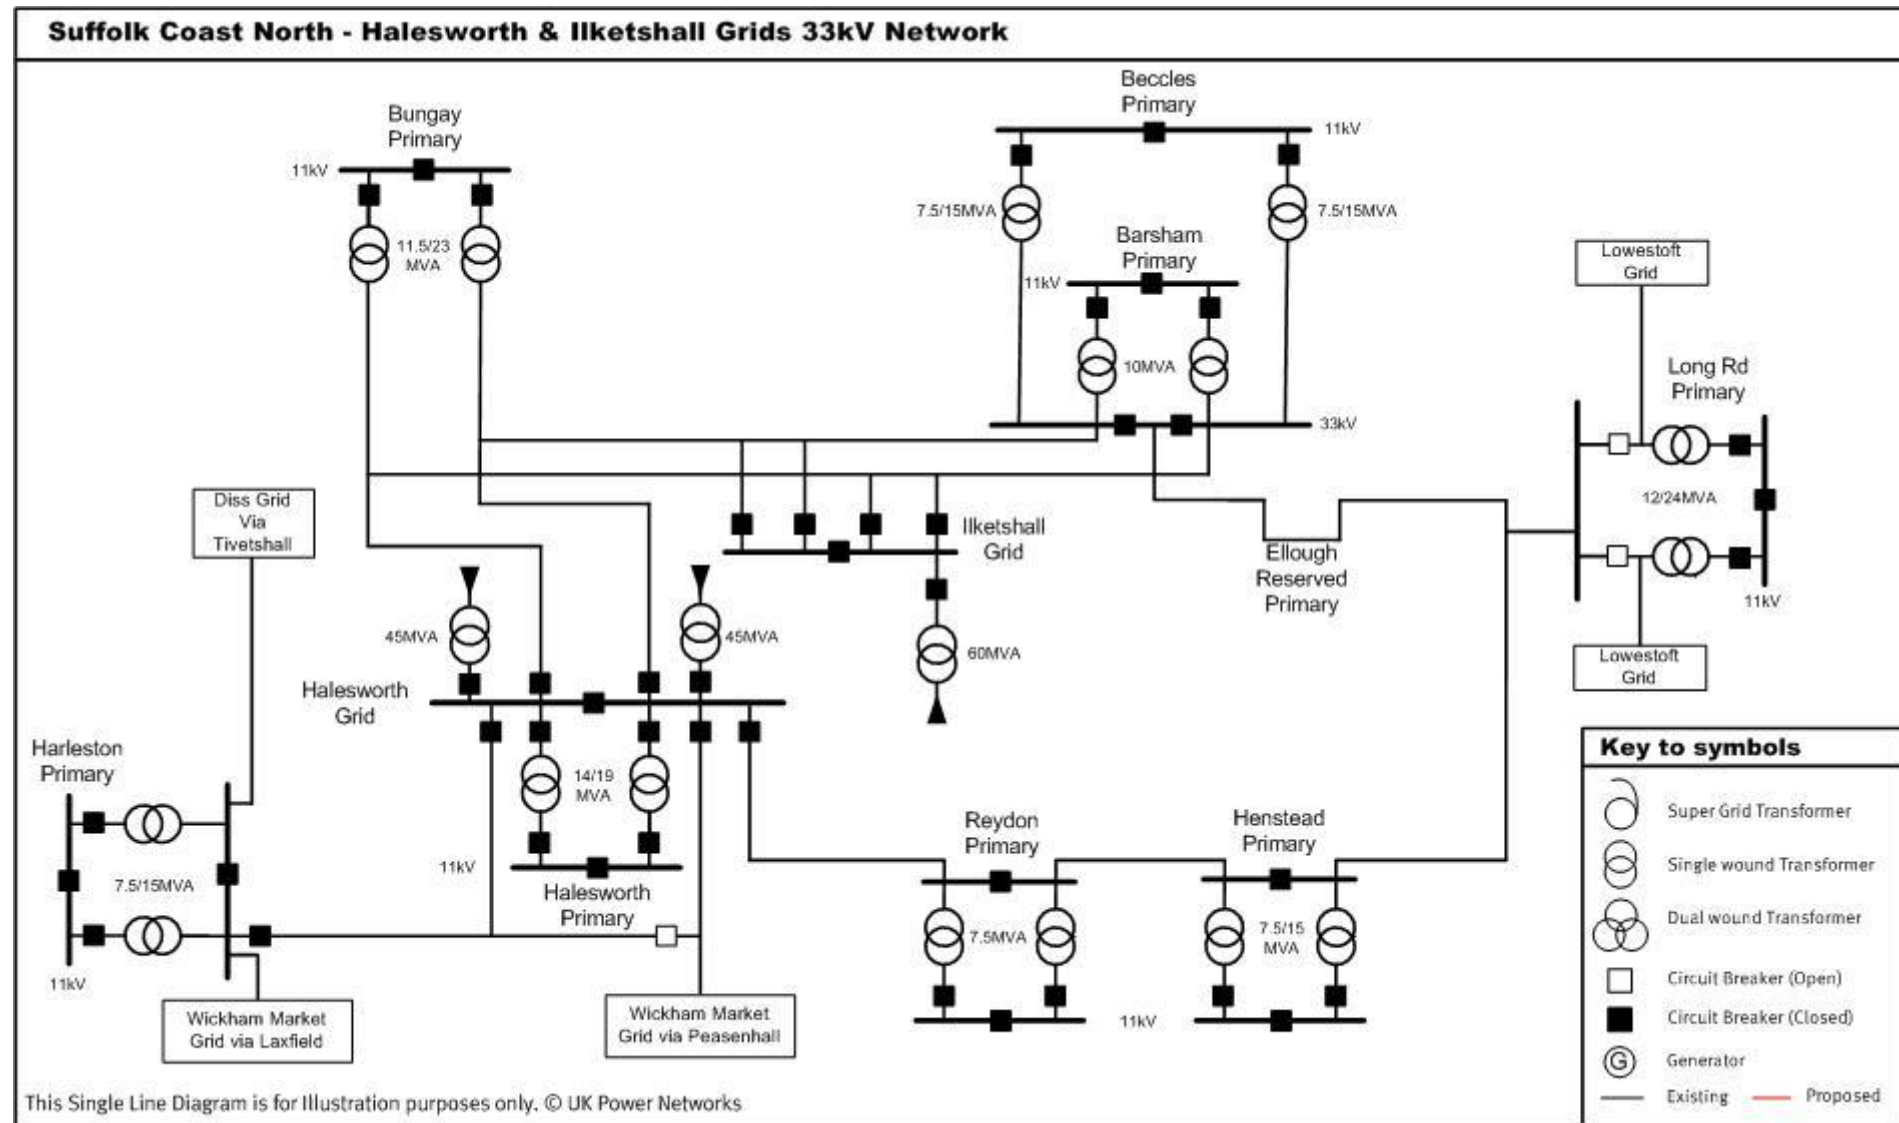 Suffolk Coast North - Halesworth & Ilketshall Grids 33kV Network
Beccles
Primary
11kV
Bungay
Primary
11kV
7.5/15MVA
7.5/15MVA
11.5/23
MVA
Barsham
Primary
11kV
10MVA
33kV
Lowestoft
Grid
Long Rd
Primary
12/24MVA
11kV
Lowestoft
Grid
Diss Grid
Via
Tivetshall
Ilketshall
Grid
Ellough
Reserved
Primary
45MVA
45MVA
60MVA
Halesworth
Grid
Harleston
Primary
14/19
MVA
7.5/15MVA
11kV
Halesworth
Primary
11kV
Reydon
Primary
7.5MVA
Henstead
Primary
7.5/15
MVA
11kV
Wickham Market
Grid via Laxfield
Wickham Market
Grid via Peasenhall
Key to symbols
Super Grid Transformer
Single wound Transformer
Dual wound Transformer
Circuit Breaker (Open)
Circuit Breaker (Closed)
G Generator
Existing Proposed
This Single Line Diagram is for Illustration purposes only. © UK Power Networks